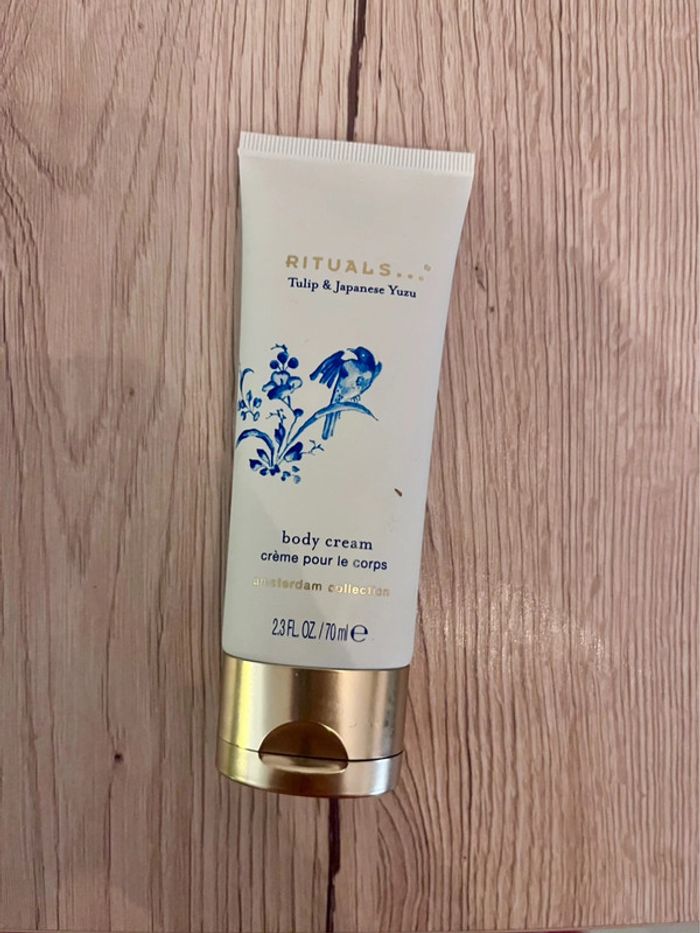 RITUALS...
Tulip & Japanese Yuzu
body cream
crème pour le corps
amsterdam collection
2.3 FL. OZ. / 70 ml ℮